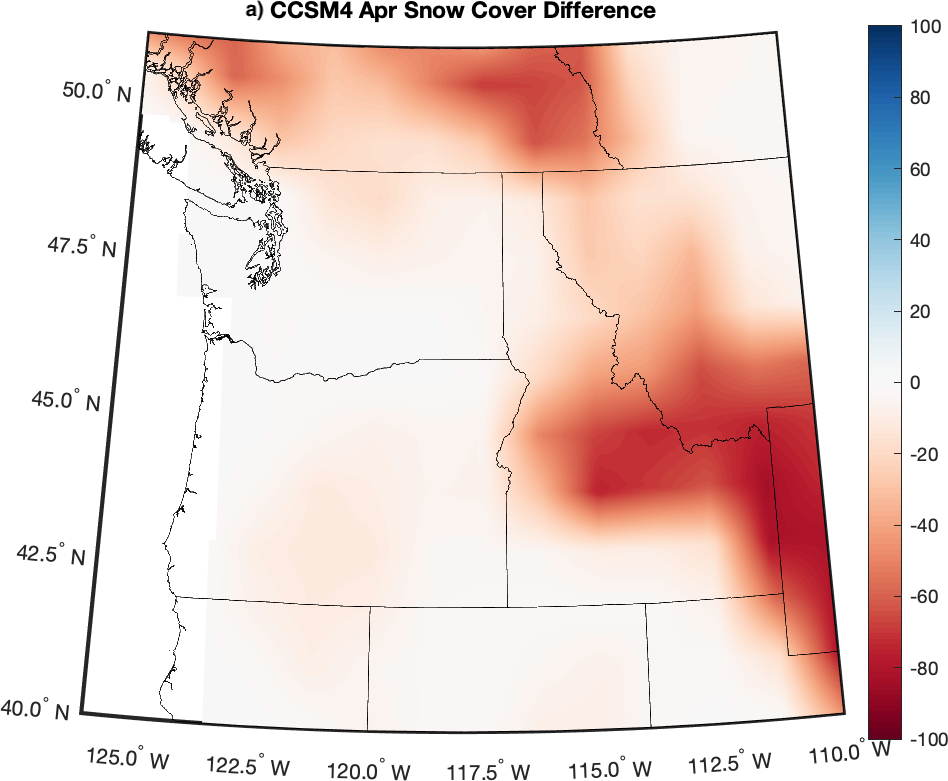 a) CCSM4 Apr Snow Cover Difference
50.0° N
47.5° N
45.0° N
42.5° N
40.0° N
125.0° W
122.5° W
120.0° W
117.5° W
115.0° W
112.5° W
110.0° W
100
80
60
40
20
0
-20
-40
-60
-80
-100